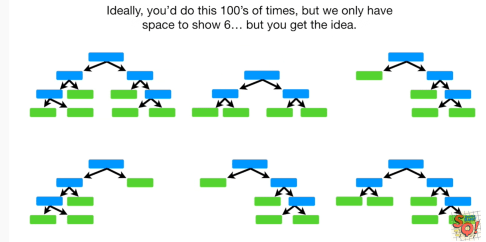 Ideally, you'd do this 100's of times, but we only have
space to show 6… but you get the idea.